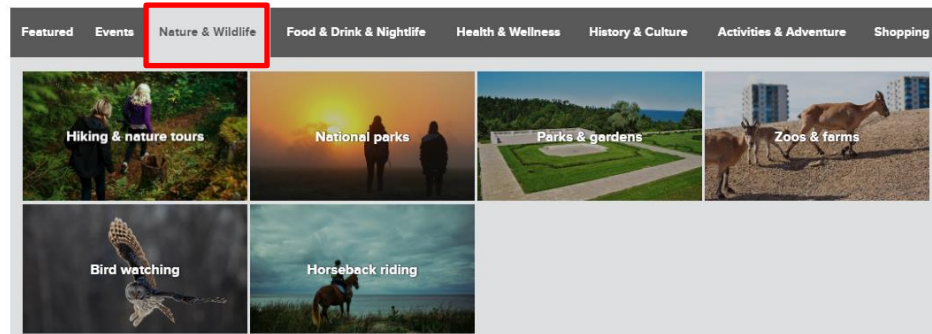 Featured Events Nature & Wildlife Food & Drink & Nightlife Health & Wellness History & Culture Activities & Adventure Shopping
Hiking & nature tours National parks Parks & gardens Zoos & farms
Bird watching Horseback riding